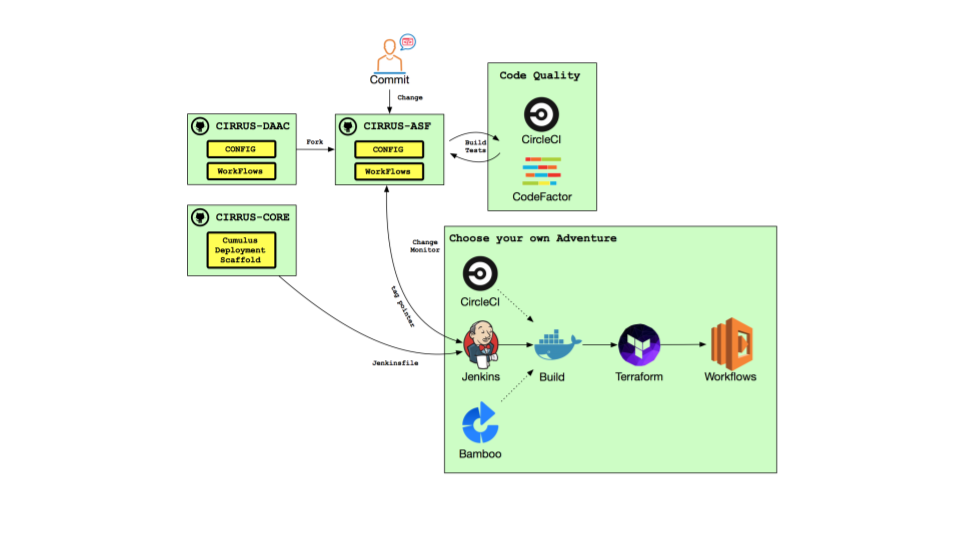 Commit
Change
CIRRUS-DAAC
CONFIG
WorkFlows
Fork
CIRRUS-ASF
CONFIG
WorkFlows
Build
Tests
Code Quality
CircleCI
CodeFactor
CIRRUS-CORE
Cumulus
Deployment
Scaffold
Change
Monitor
tag pointer
Jenkinsfile
Choose your own Adventure
CircleCI
Jenkins
Build
Terraform
Workflows
Bamboo